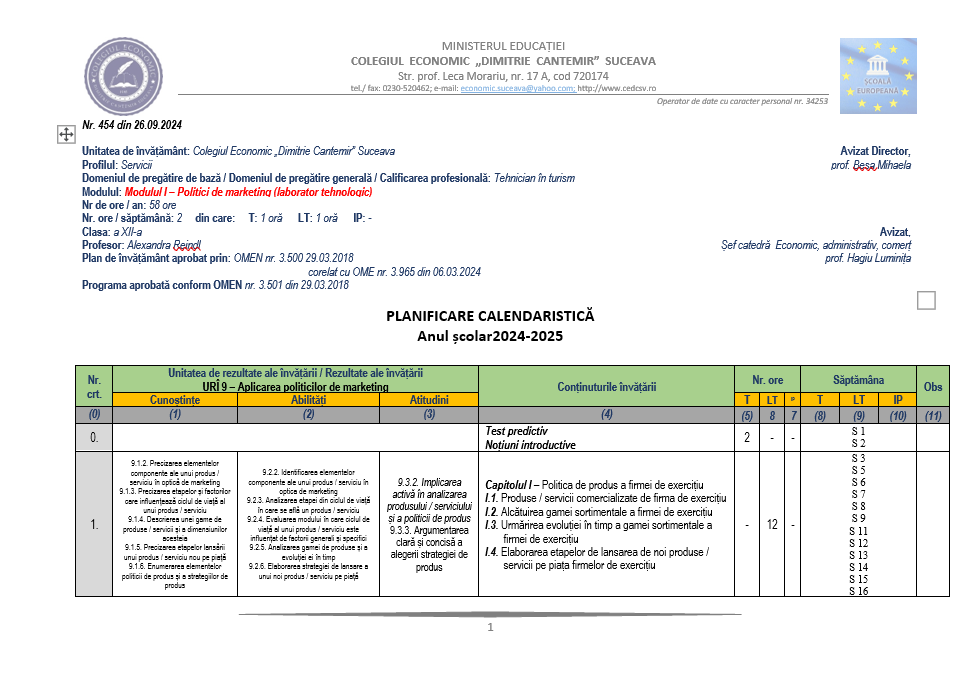 MINISTERUL EDUCAȚIEI
COLEGIUL ECONOMIC „DIMITRIE CANTEMIR” SUCEAVA
Str. prof. Leca Morariu, nr. 17 A, cod 720174
tel./ fax: 0230-520462; e-mail: economic.suceava@yahoo.com; http://www.cedcsv.ro
Operator de date cu caracter personal nr. 34253
ȘCOALĂ
EUROPEANĂ
Nr. 454 din 26.09.2024
Unitatea de învățământ: Colegiul Economic „Dimitrie Cantemir” Suceava
Avizat Director,
Profilul: Servicii
prof. Beșa Mihaela
Domeniul de pregătire de bază / Domeniul de pregătire generală / Calificarea profesională: Tehnician în turism
Modulul: Modulul I – Politici de marketing (laborator tehnologic)
Nr de ore / an: 58 ore
Nr. ore / săptămână: 2 din care: T: 1 oră LT: 1 oră IP: -
Clasa: a XII-a
Avizat,
Profesor: Alexandra Reindl
Șef catedră Economic, administrativ, comerț
Plan de învățământ aprobat prin: OMEN nr. 3.500 29.03.2018
prof. Hagiu Luminița
corelat cu OME nr. 3.965 din 06.03.2024
Programa aprobată conform OMEN nr. 3.501 din 29.03.2018
PLANIFICARE CALENDARISTICĂ
Anul școlar2024-2025
Nr. crt.
Unitatea de rezultate ale învățării / Rezultate ale învățării
URÎ 9 – Aplicarea politicilor de marketing
Conținuturile învățării
Nr. ore
Săptămâna
Obs
Cunoștințe
Abilități
Atitudini
T
LT
P
T
LT
IP
(0)
(1)
(2)
(3)
(4)
(5)
8
7
(8)
(9)
(10)
(11)
0.
Test predictiv
Noțiuni introductive
2
-
-
S 1
S 2
1.
9.1.2. Precizarea elementelor
componente ale unui produs /
serviciu în optică de marketing
9.1.3. Precizarea etapelor și factorilor
care influențează ciclul de viață al
unui produs / serviciu
9.1.4. Descrierea unei game de
produse / servicii și a dimensiunilor
acesteia
9.1.5. Precizarea etapelor lansării
unui produs / serviciu nou pe piață
9.1.6. Enumerarea elementelor
politicii de produs și a strategiilor de
produs
9.2.2. Identificarea elementelor
componente ale unui produs / serviciu în
optica de marketing
9.2.3. Analizarea etapei din ciclul de viață
în care se află un produs / serviciu
9.2.4. Evaluarea modului în care ciclul de
viață al unui produs / serviciu este
influențat de factorii generali și specifici
9.2.5. Analizarea gamei de produse și a
evoluției ei în timp
9.2.6. Elaborarea strategiei de lansare a
unui nou produs / serviciu pe piață
9.3.2. Implicarea
activă în analizarea
produsului / serviciului
și a politicii de produs
9.3.3. Argumentarea
clară și concisă a
alegerii strategiei de
produs
Capitolul I – Politica de produs a firmei de exercițiu
I.1. Produse / servicii comercializate de firma de exercițiu
I.2. Alcătuirea gamei sortimentale a firmei de exercițiu
I.3. Urmărirea evoluției în timp a gamei sortimentale a
firmei de exercițiu
I.4. Elaborarea etapelor de lansarea de noi produse /
servicii pe piața firmelor de exercițiu
-
12
-
S 3
S 5
S 6
S 7
S 8
S 9
S 11
S 12
S 13
S 14
S 15
S 16
1